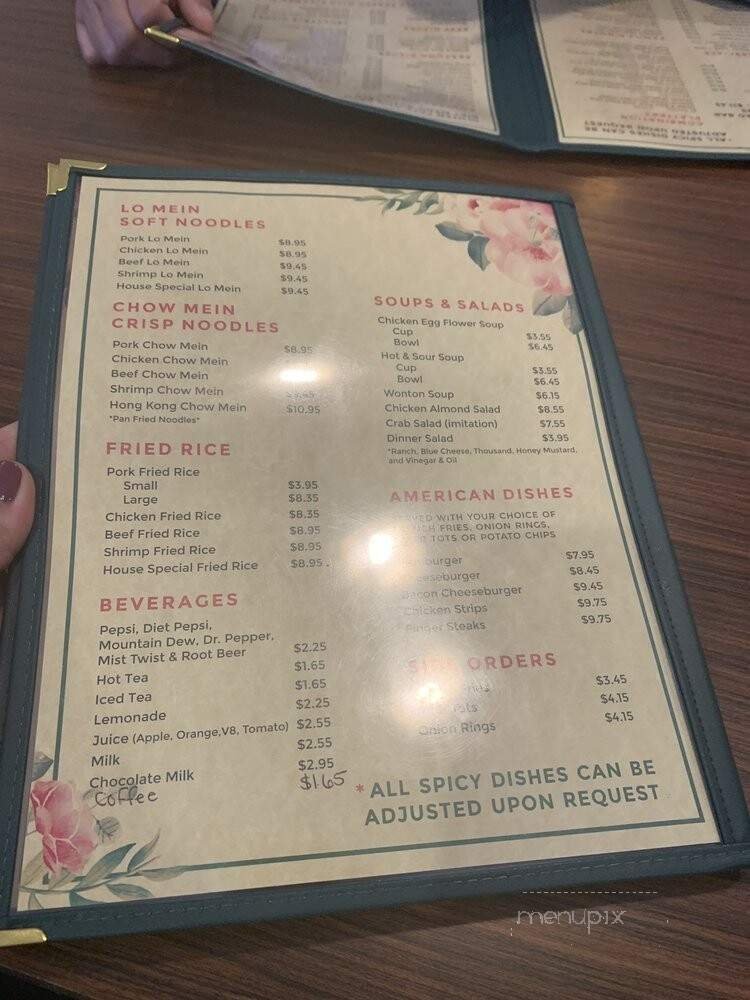 LO MEIN
SOFT NOODLES
Pork Lo Mein $8.95
Chicken Lo Mein $8.95
Beef Lo Mein $9.45
Shrimp Lo Mein $9.45
House Special Lo Mein $9.45
CHOW MEIN
CRISP NOODLES
Pork Chow Mein $8.95
Chicken Chow Mein
Beef Chow Mein
Shrimp Chow Mein
Hong Kong Chow Mein $10.95
*Pan Fried Noodles*
FRIED RICE
Pork Fried Rice
Small $3.95
Large $8.35
Chicken Fried Rice $8.35
Beef Fried Rice $8.95
Shrimp Fried Rice $8.95
House Special Fried Rice $8.95
BEVERAGES
Pepsi, Diet Pepsi,
Mountain Dew, Dr. Pepper,
Mist Twist & Root Beer $2.25
Hot Tea $1.65
Iced Tea $1.65
Lemonade $2.25
Juice (Apple, Orange,V8, Tomato) $2.55
Milk $2.55
Chocolate Milk $2.95
Coffee $1.65
SOUPS & SALADS
Chicken Egg Flower Soup
Cup $3.55
Bowl $6.45
Hot & Sour Soup
Cup $3.55
Bowl $6.45
Wonton Soup $6.15
Chicken Almond Salad $8.55
Crab Salad (imitation) $7.55
Dinner Salad $3.95
*Ranch, Blue Cheese, Thousand, Honey Mustard,
and Vinegar & Oil
AMERICAN DISHES
WITH YOUR CHOICE OF
FRIES, ONION RINGS,
TOTS OR POTATO CHIPS
$7.95
$8.45
Bacon Cheeseburger $9.45
Chicken Strips $9.75
Finger Steaks $9.75
SIDE ORDERS
$3.45
$4.15
Onion Rings $4.15
*ALL SPICY DISHES CAN BE
ADJUSTED UPON REQUEST
menupix